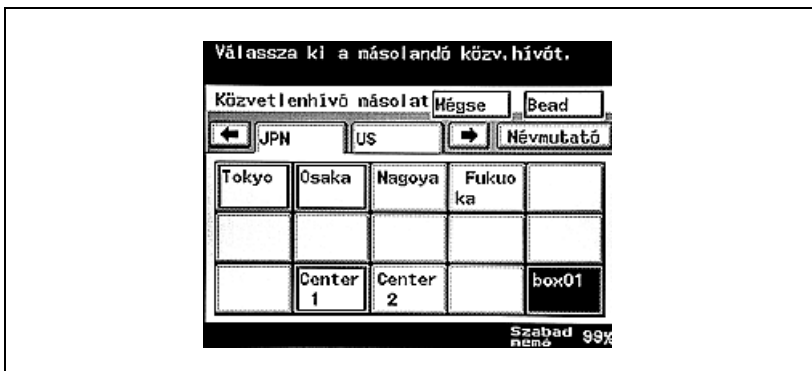 Válassza ki a másolandó közv.hívót.
Közvetlenhívó másolat Mégse Bead
← JPN US → Névmutató
Tokyo Osaka Nagoya Fukuo
ka
Center Center box01
1 2
Szabad 99%
nemó